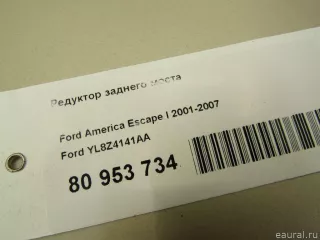 Редуктор заднего моста
Ford America Escape I 2001-2007
Ford YL8Z4141AA
80 953 734
eaural.ru